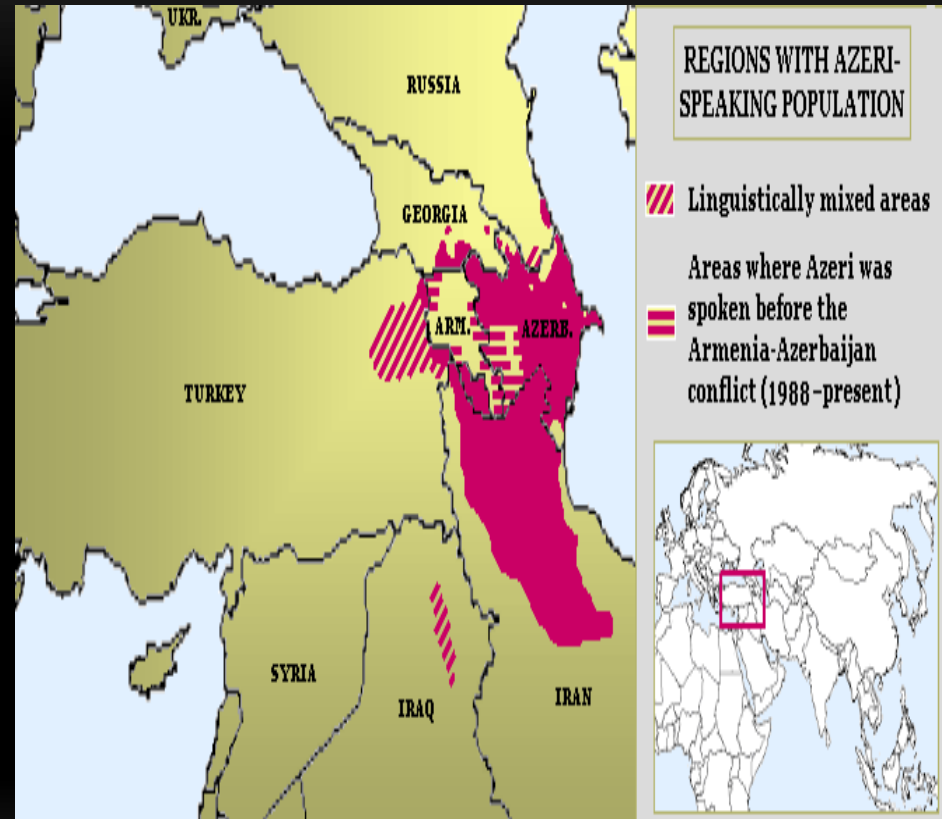 UKR.
RUSSIA
GEORGIA
ARM.
AZERB.
TURKEY
SYRIA
IRAQ
IRAN
REGIONS WITH AZERI-
SPEAKING POPULATION
Linguistically mixed areas
Areas where Azeri was
spoken before the
Armenia-Azerbaijan
conflict (1988–present)